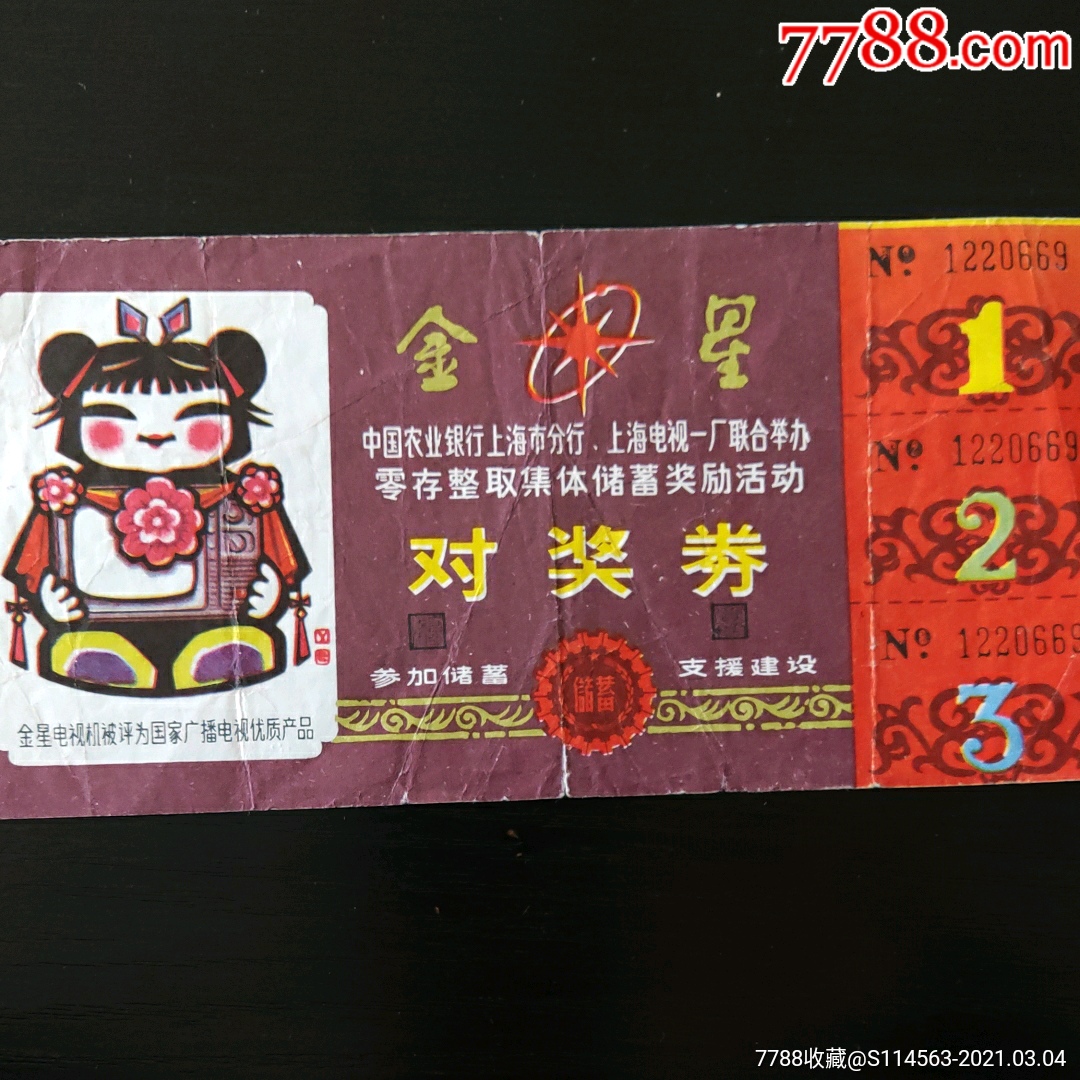 7788.com
金星
中国农业银行上海市分行、上海电视一厂联合举办
零存整取集体储蓄奖励活动
对奖券
参加储蓄
支援建设
儲蓄
金星电视机被评为国家广播电视优质产品
Nº 1220669
1
Nº 1220669
2
Nº 1220669
3
7788收藏@S114563-2021.03.04